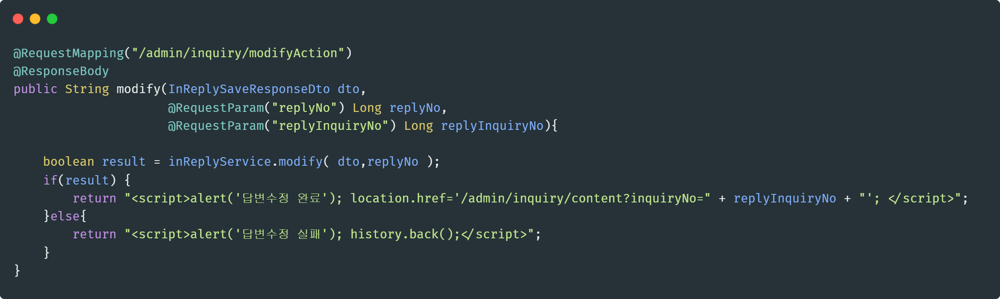 @RequestMapping("/admin/inquiry/modifyAction")
@ResponseBody
public String modify(InReplySaveResponseDto dto,
                     @RequestParam("replyNo") Long replyNo,
                     @RequestParam("replyInquiryNo") Long replyInquiryNo){

    boolean result = inReplyService.modify( dto,replyNo );
    if(result) {
        return "<script>alert('답변수정 완료'); location.href='/admin/inquiry/content?inquiryNo=" + replyInquiryNo + "'; </script>";
    }else{
        return "<script>alert('답변수정 실패'); history.back();</script>";
    }
}